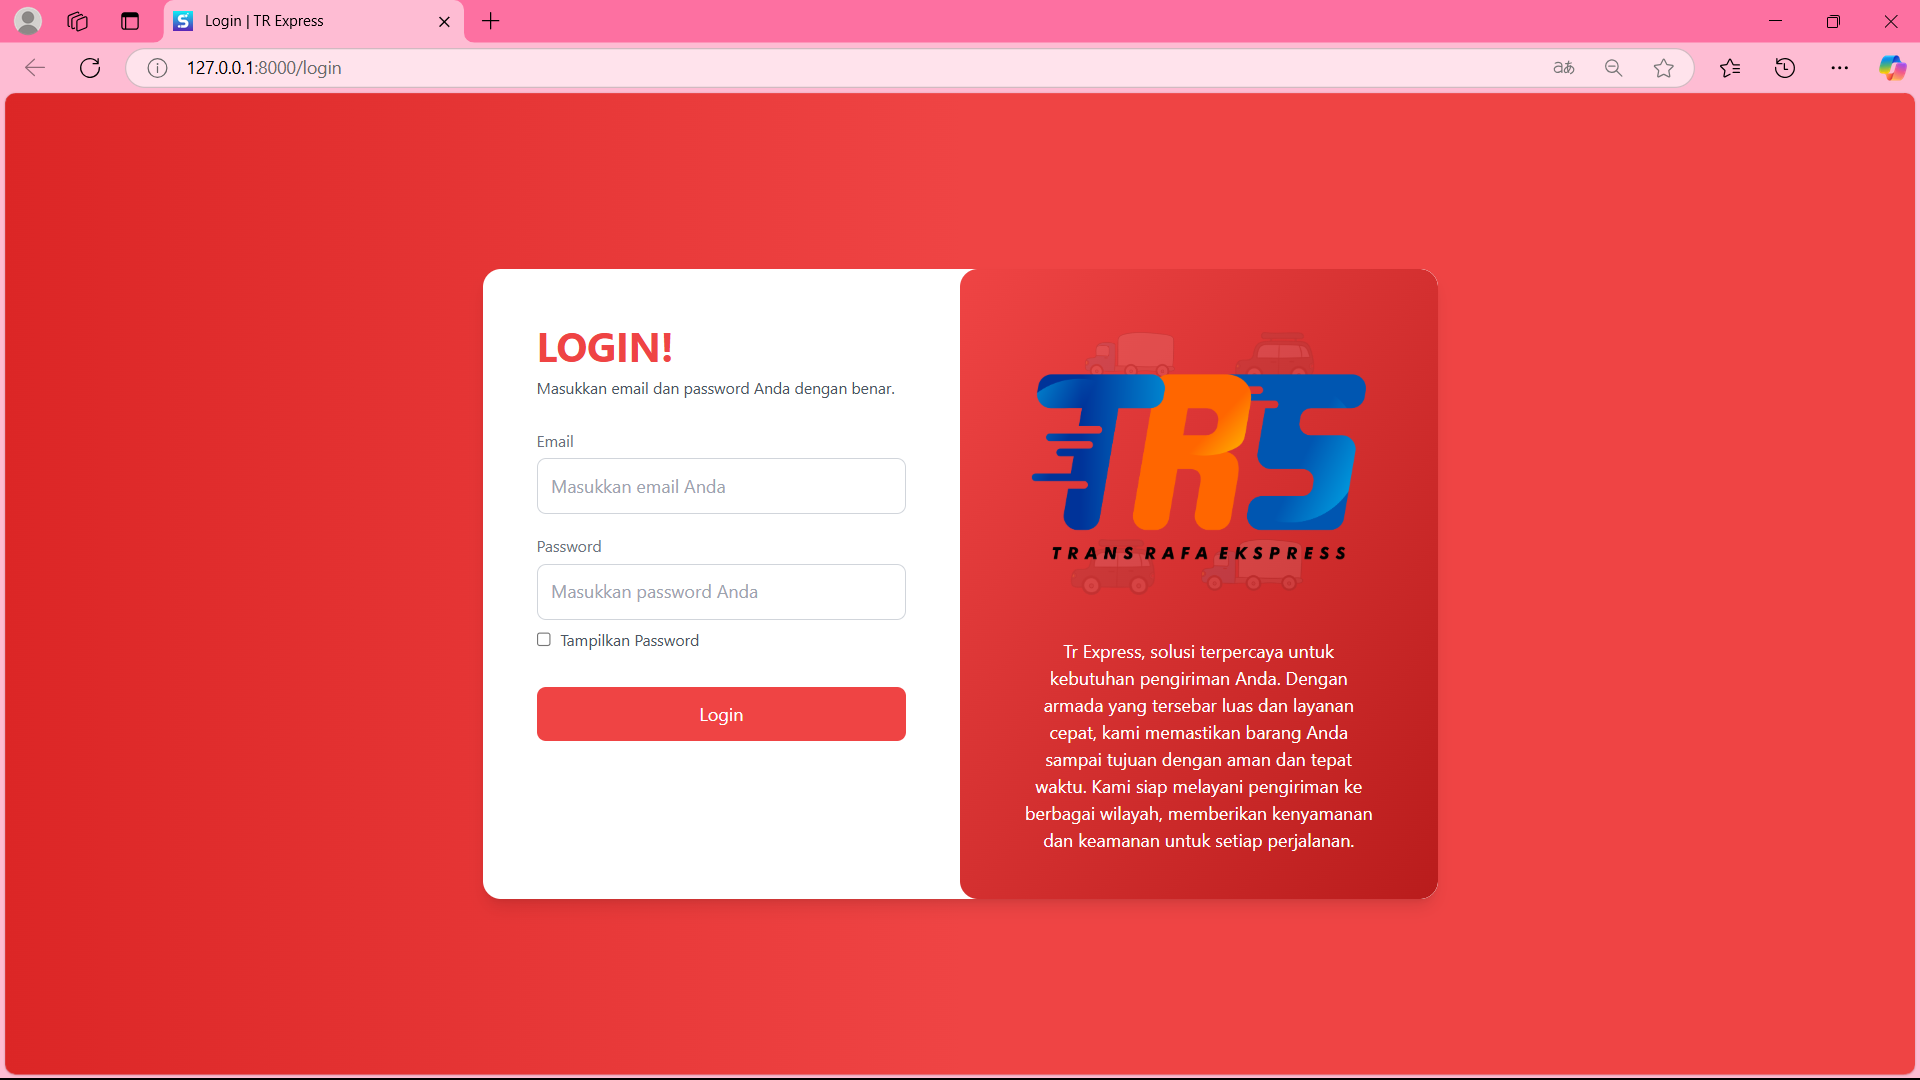 Login | TR Express
127.0.0.1:8000/login
LOGIN!
Masukkan email dan password Anda dengan benar.
Email
Masukkan email Anda
Password
Masukkan password Anda
Tampilkan Password
Login
TRS
TRANS RAFA EKSPRESS
Tr Express, solusi terpercaya untuk
kebutuhan pengiriman Anda. Dengan
armada yang tersebar luas dan layanan
cepat, kami memastikan barang Anda
sampai tujuan dengan aman dan tepat
waktu. Kami siap melayani pengiriman ke
berbagai wilayah, memberikan kenyamanan
dan keamanan untuk setiap perjalanan.